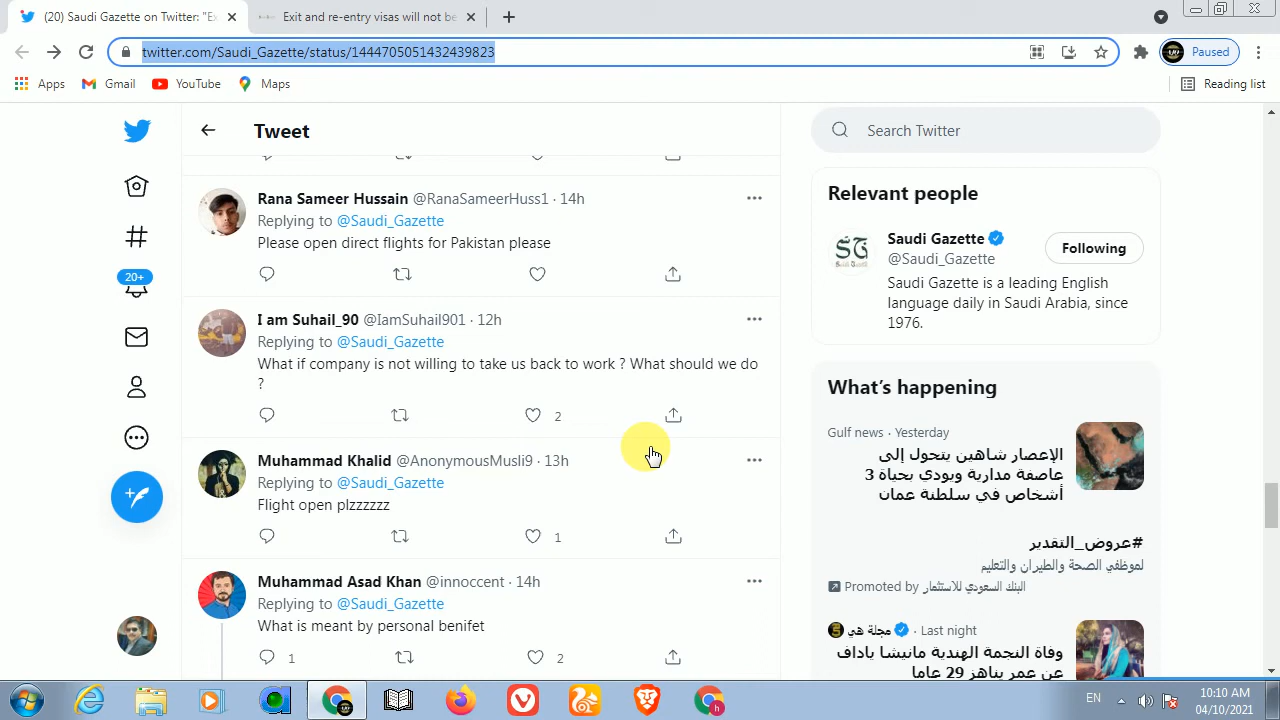 (20) Saudi Gazette on Twitter: "Ex
Exit and re-entry visas will not be
twitter.com/Saudi_Gazette/status/1444705051432439823
Paused
Apps
Gmail
YouTube
Maps
Reading list
Tweet
Search Twitter
20+
Rana Sameer Hussain @RanaSameerHuss1 · 14h
Replying to @Saudi_Gazette
Please open direct flights for Pakistan please
I am Suhail_90 @IamSuhail901 · 12h
Replying to @Saudi_Gazette
What if company is not willing to take us back to work ? What should we do
?
2
Muhammad Khalid @AnonymousMusli9 · 13h
Replying to @Saudi_Gazette
Flight open plzzzzzz
1
Muhammad Asad Khan @innoccent · 14h
Replying to @Saudi_Gazette
What is meant by personal benifet
1
2
Relevant people
Saudi Gazette
@Saudi_Gazette
Following
Saudi Gazette is a leading English
language daily in Saudi Arabia, since
1976.
What's happening
Gulf news · Yesterday
الإعصار شاهين يتحول إلى
عاصفة مدارية ويودي بحياة 3
أشخاص في سلطنة عمان
#عروض_التقدير
لموظفي الصحة والطيران والتعليم
Promoted by البنك السعودي للاستثمار
مجلة هي · Last night
وفاة النجمة الهندية مانيشا ياداف
عن عمر يناهز 29 عاما
EN
10:10 AM
04/10/2021